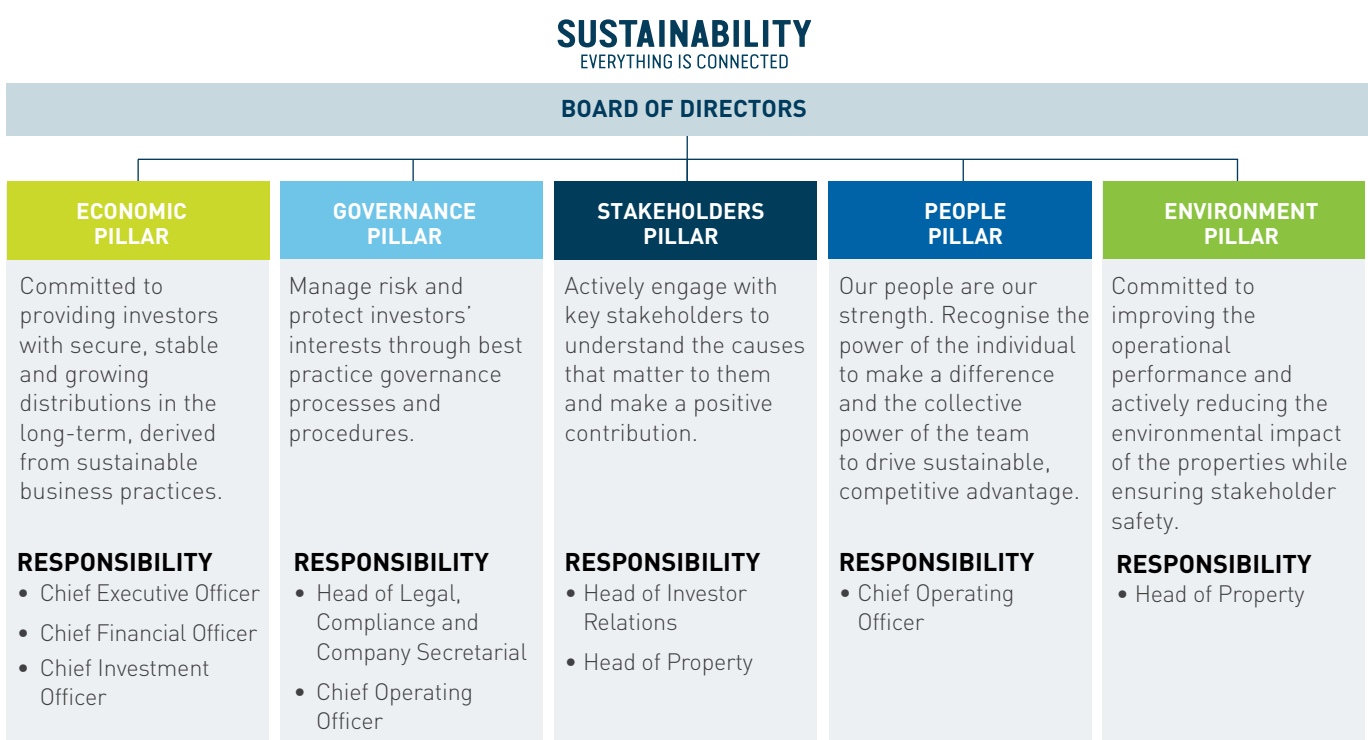 SUSTAINABILITY
EVERYTHING IS CONNECTED
BOARD OF DIRECTORS
ECONOMIC
PILLAR
Committed to
providing investors
with secure, stable
and growing
distributions in the
long-term, derived
from sustainable
business practices.
RESPONSIBILITY
• Chief Executive Officer
• Chief Financial Officer
• Chief Investment
Officer
GOVERNANCE
PILLAR
Manage risk and
protect investors’
interests through best
practice governance
processes and
procedures.
RESPONSIBILITY
• Head of Legal,
Compliance and
Company Secretarial
• Chief Operating
Officer
STAKEHOLDERS
PILLAR
Actively engage with
key stakeholders to
understand the causes
that matter to them
and make a positive
contribution.
RESPONSIBILITY
• Head of Investor
Relations
• Head of Property
PEOPLE
PILLAR
Our people are our
strength. Recognise the
power of the individual
to make a difference
and the collective
power of the team
to drive sustainable,
competitive advantage.
RESPONSIBILITY
• Chief Operating
Officer
ENVIRONMENT
PILLAR
Committed to
improving the
operational
performance and
actively reducing the
environmental impact
of the properties while
ensuring stakeholder
safety.
RESPONSIBILITY
• Head of Property